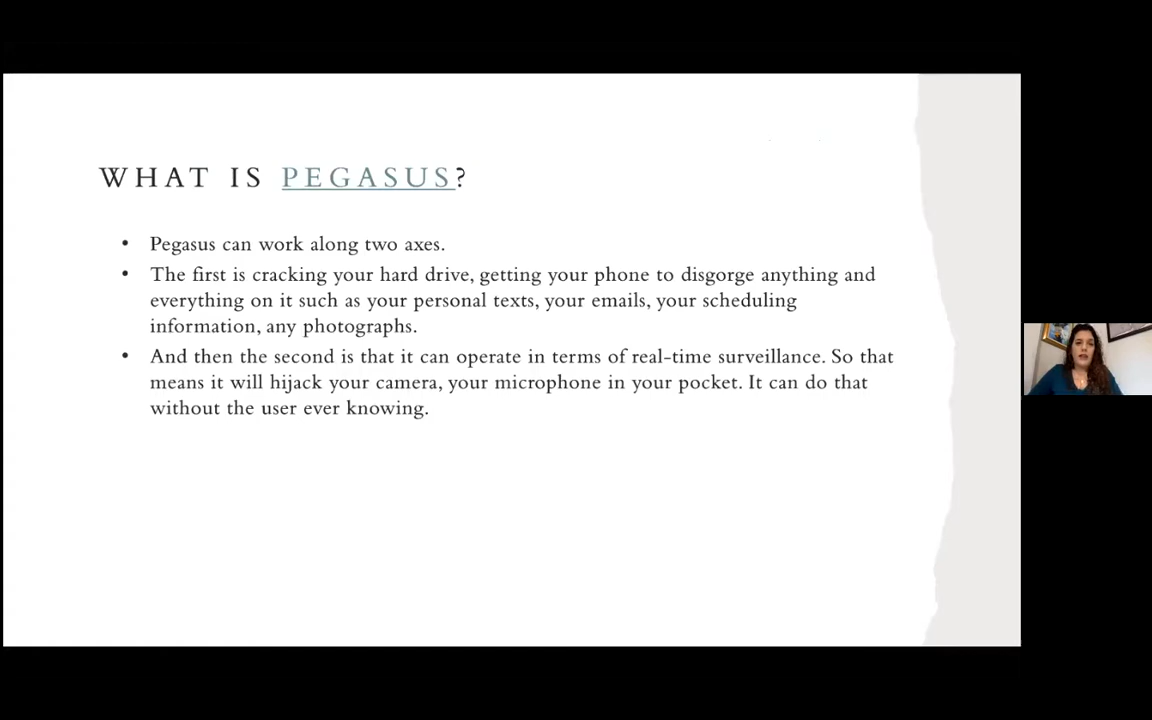 WHAT IS PEGASUS?
• Pegasus can work along two axes.
• The first is cracking your hard drive, getting your phone to disgorge anything and
everything on it such as your personal texts, your emails, your scheduling
information, any photographs.
• And then the second is that it can operate in terms of real-time surveillance. So that
means it will hijack your camera, your microphone in your pocket. It can do that
without the user ever knowing.